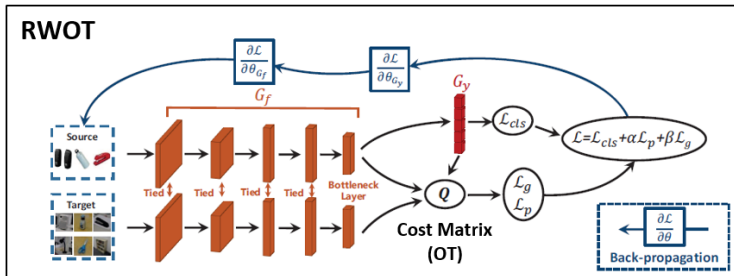 RWOT
∂ℒ/∂θ_{G_f}
∂ℒ/∂θ_{G_y}
G_f
G_y
Source
ℒ_{cls}
ℒ=ℒ_{cls}+αℒ_p+βℒ_g
Tied
Tied
Tied
Tied
Bottleneck
Layer
Q
ℒ_g
ℒ_p
Target
Cost Matrix
(OT)
∂ℒ/∂θ
Back-propagation